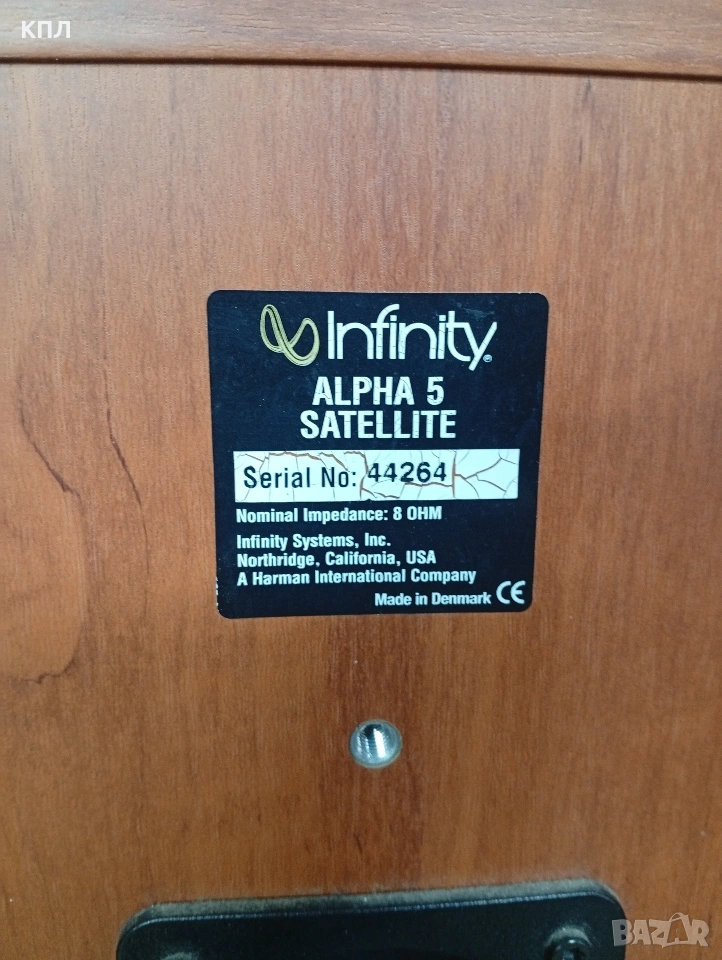 КПЛ
Infinity
ALPHA 5
SATELLITE
Serial No: 44264
Nominal Impedance: 8 OHM
Infinity Systems, Inc.
Northridge, California, USA
A Harman International Company
Made in Denmark CE
BAZAR